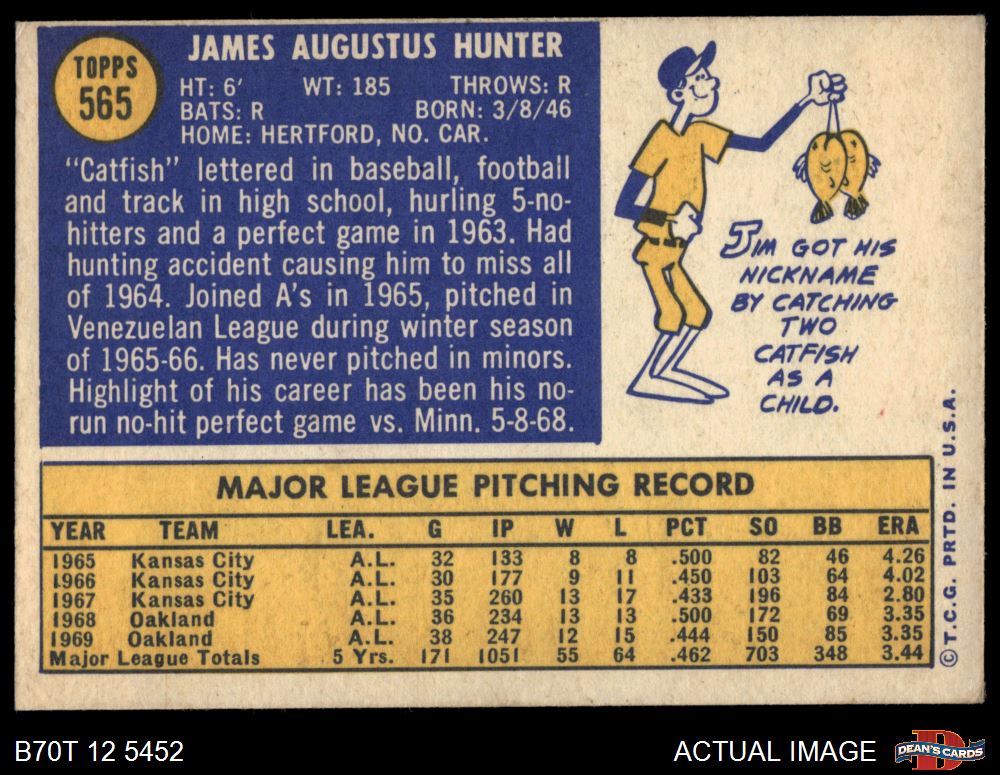 TOPPS
565
JAMES AUGUSTUS HUNTER
HT: 6' WT: 185 THROWS: R
BATS: R BORN: 3/8/46
HOME: HERTFORD, NO. CAR.
"Catfish" lettered in baseball, football
and track in high school, hurling 5-no-
hitters and a perfect game in 1963. Had
hunting accident causing him to miss all
of 1964. Joined A's in 1965, pitched in
Venezuelan League during winter season
of 1965-66. Has never pitched in minors.
Highlight of his career has been his no-
run no-hit perfect game vs. Minn. 5-8-68.
JIM GOT HIS
NICKNAME
BY CATCHING
TWO
CATFISH
AS A
CHILD.
MAJOR LEAGUE PITCHING RECORD
YEAR TEAM LEA. G IP W L PCT SO BB ERA
1965 Kansas City A.L. 32 133 8 8 .500 82 46 4.26
1966 Kansas City A.L. 30 177 9 11 .450 103 64 4.02
1967 Kansas City A.L. 35 260 13 17 .433 196 84 2.80
1968 Oakland A.L. 36 234 13 13 .500 172 69 3.35
1969 Oakland A.L. 38 247 12 15 .444 150 85 3.35
Major League Totals 5 Yrs. 171 1051 55 64 .462 703 348 3.44
© T.C.G. PRTD. IN U.S.A.
B70T 12 5452
ACTUAL IMAGE
DEAN'S CARDS